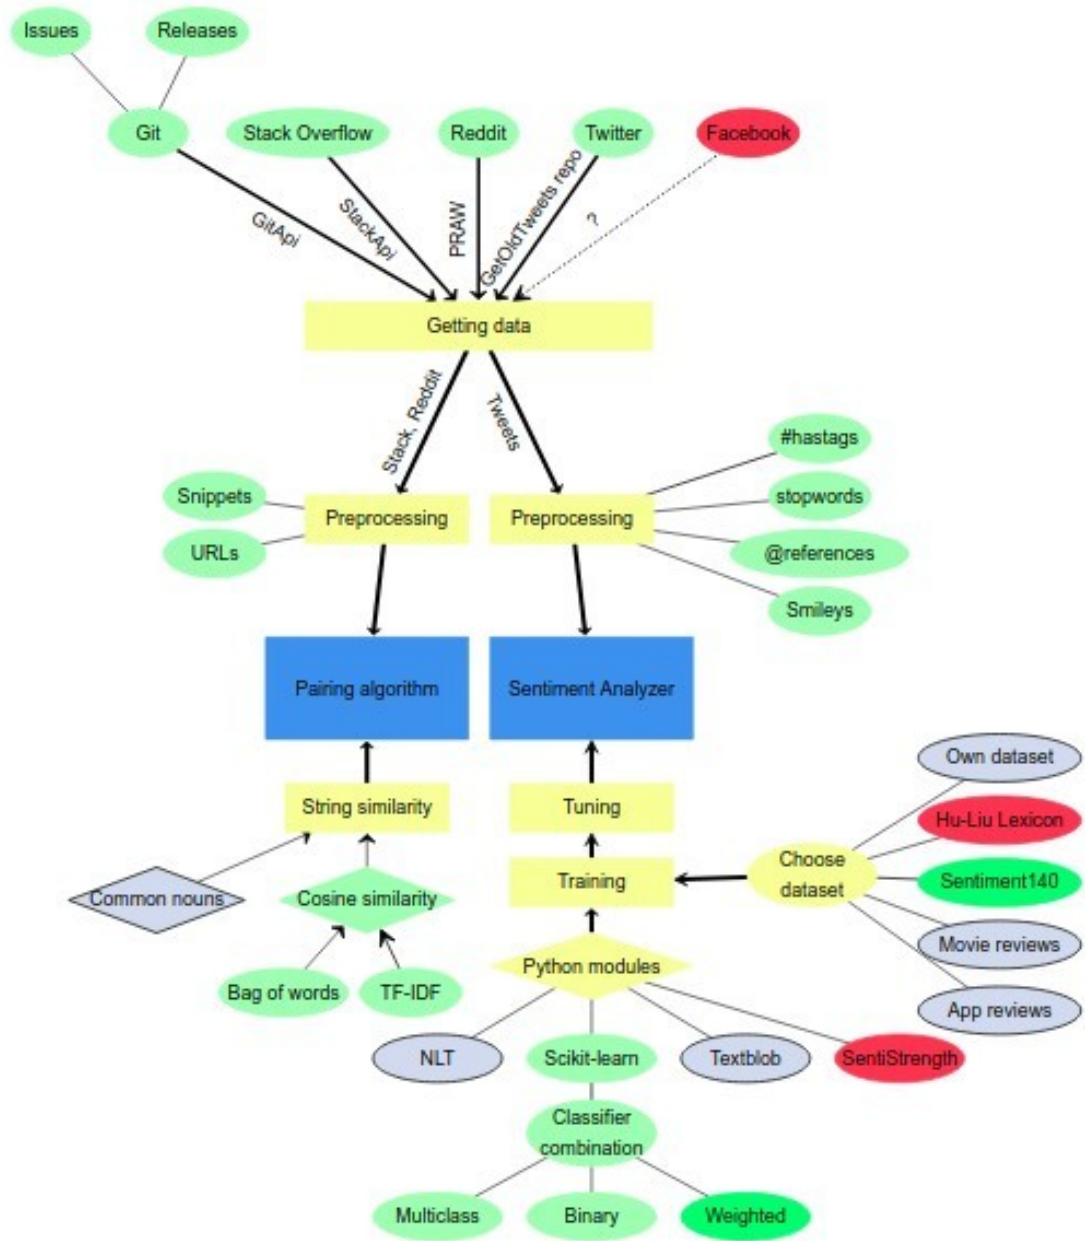 Issues
Releases
Git
Stack Overflow
Reddit
Twitter
Facebook
GitApi
StackApi
PRAW
GetOldTweets repo
?
Getting data
Stack, Reddit
Tweets
#hastags
Snippets
stopwords
Preprocessing
Preprocessing
URLs
@references
Smileys
Pairing algorithm
Sentiment Analyzer
Own dataset
String similarity
Tuning
Hu-Liu Lexicon
Choose
dataset
Training
Sentiment140
Common nouns
Cosine similarity
Movie reviews
Python modules
Bag of words
TF-IDF
App reviews
NLT
Scikit-learn
Textblob
SentiStrength
Classifier
combination
Multiclass
Binary
Weighted